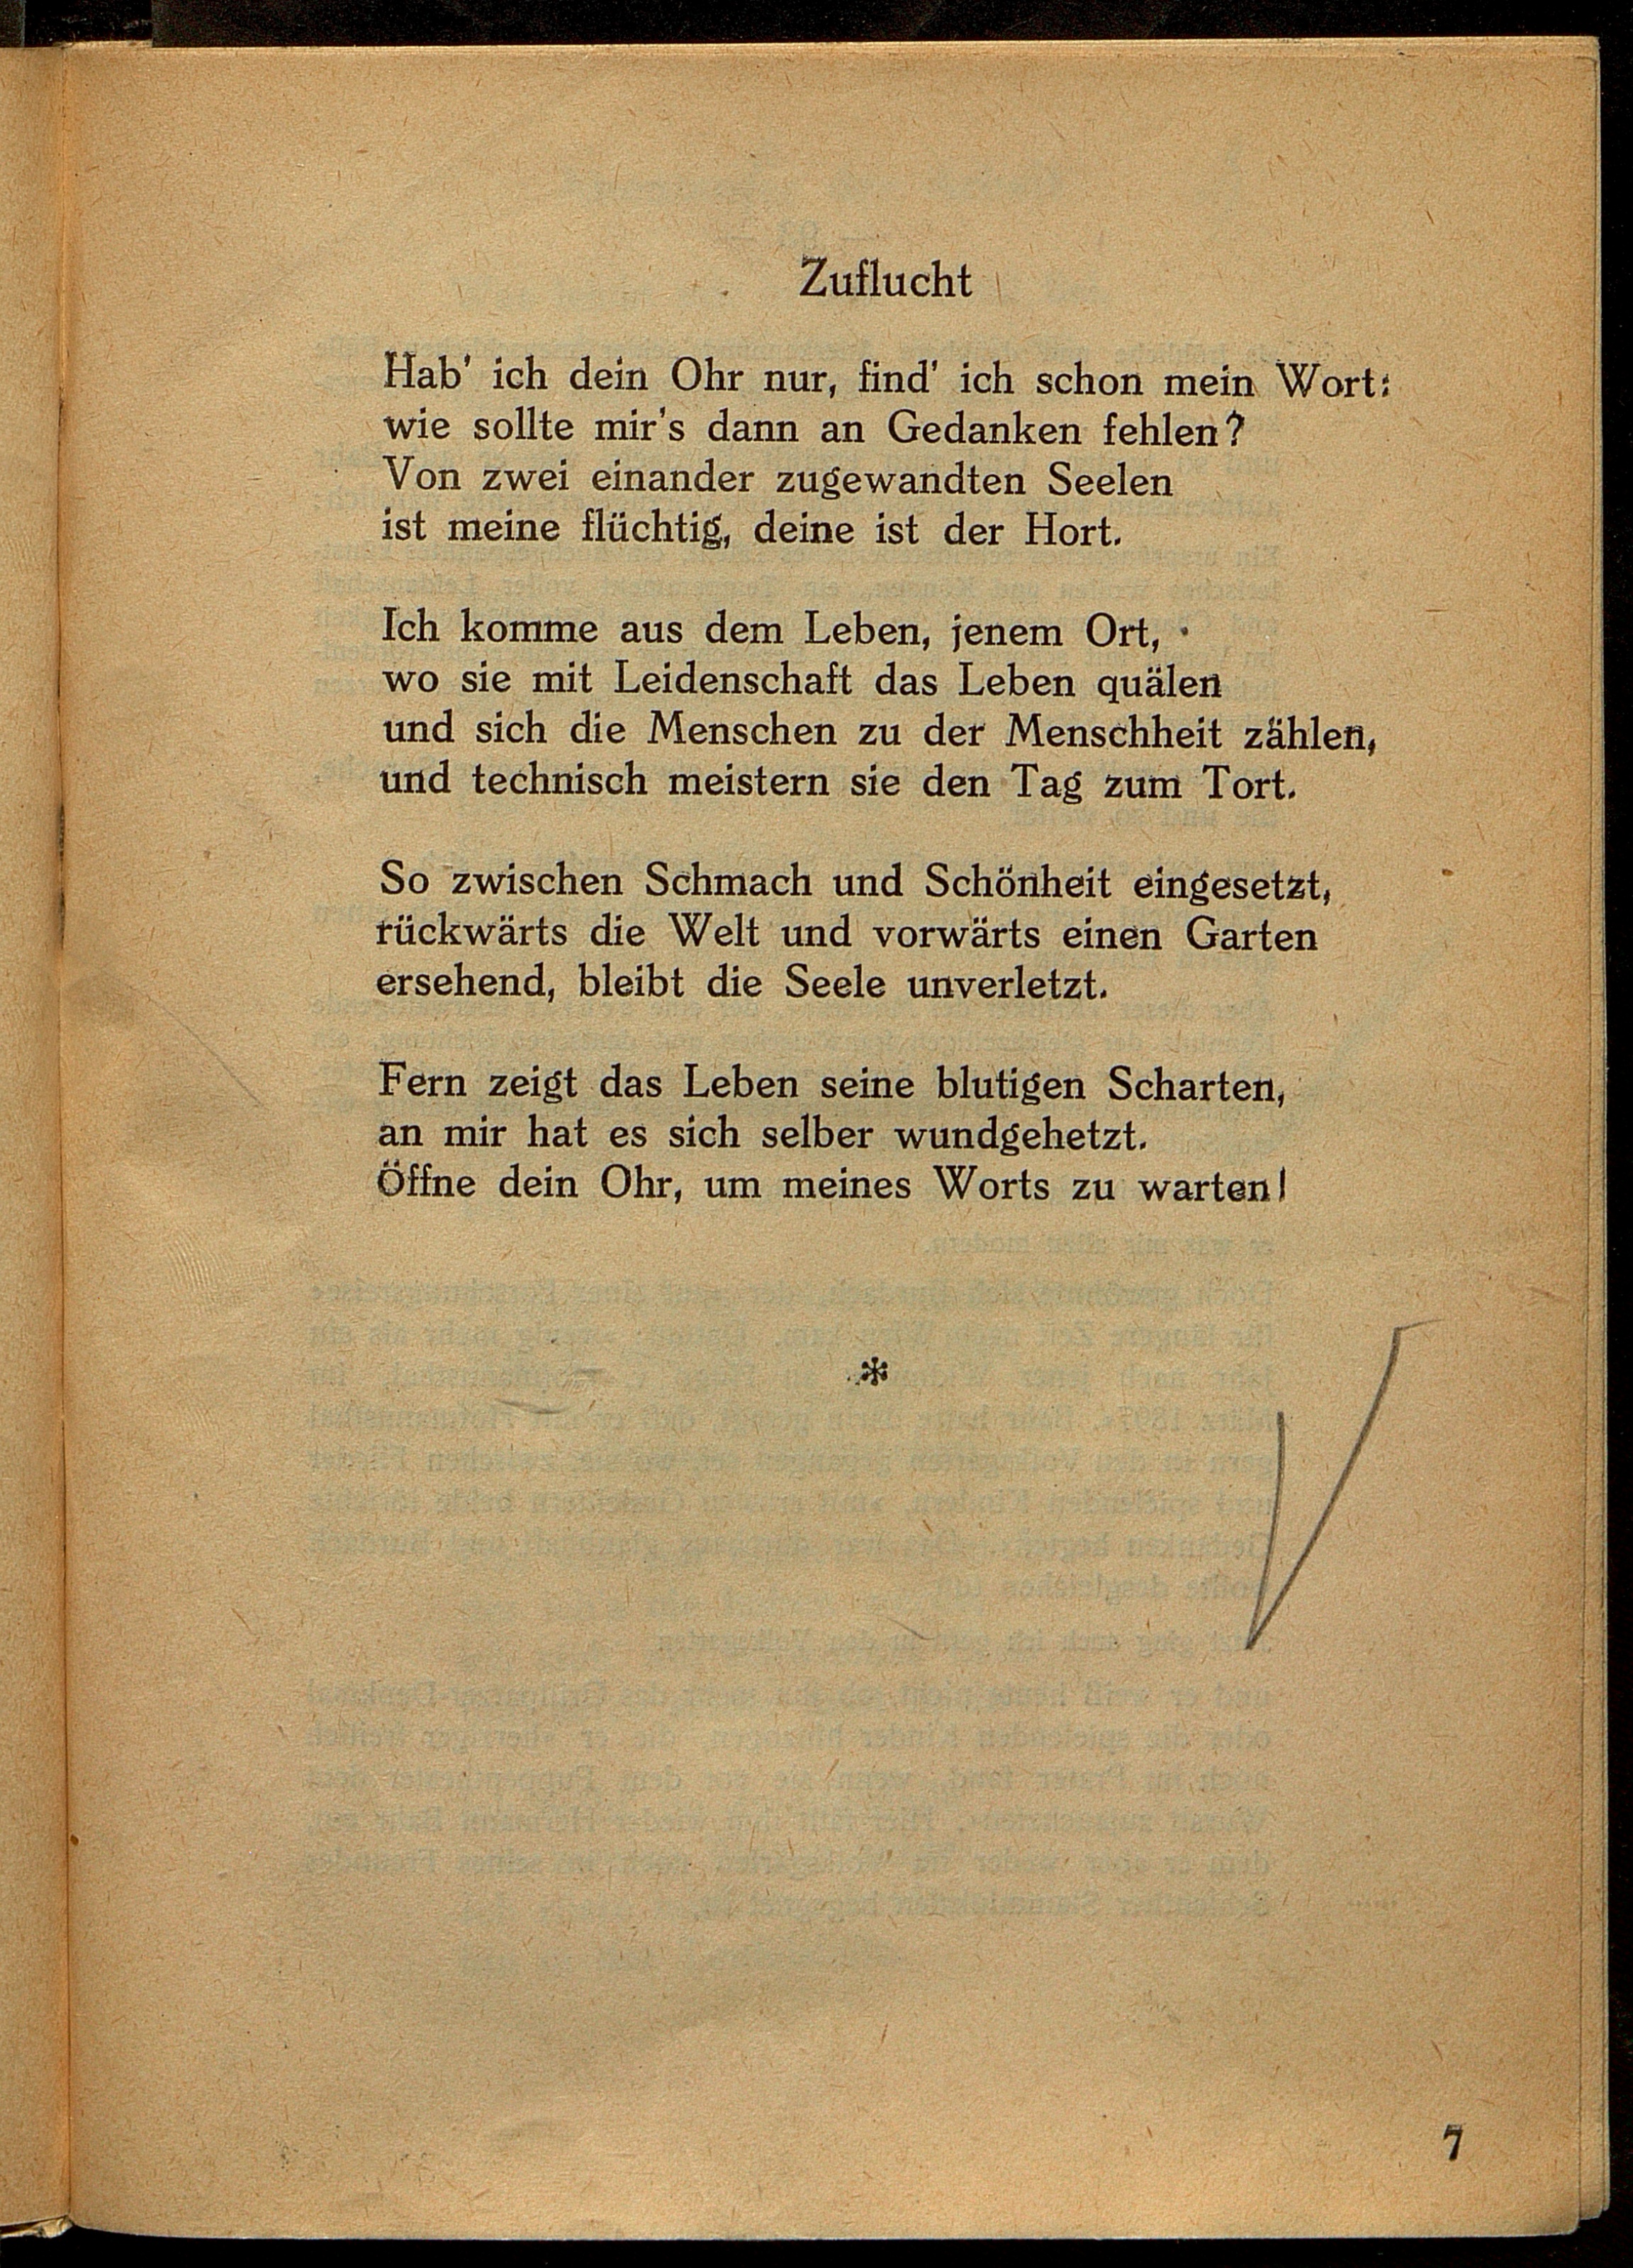 Zuflucht
Hab' ich dein Ohr nur, find' ich schon mein Wort:
wie sollte mir's dann an Gedanken fehlen?
Von zwei einander zugewandten Seelen
ist meine flüchtig, deine ist der Hort.
Ich komme aus dem Leben, jenem Ort,
wo sie mit Leidenschaft das Leben quälen
und sich die Menschen zu der Menschheit zählen,
und technisch meistern sie den Tag zum Tort.
So zwischen Schmach und Schönheit eingesetzt,
rückwärts die Welt und vorwärts einen Garten
ersehend, bleibt die Seele unverletzt.
Fern zeigt das Leben seine blutigen Scharten,
an mir hat es sich selber wundgehetzt.
Öffne dein Ohr, um meines Worts zu warten!
*
7